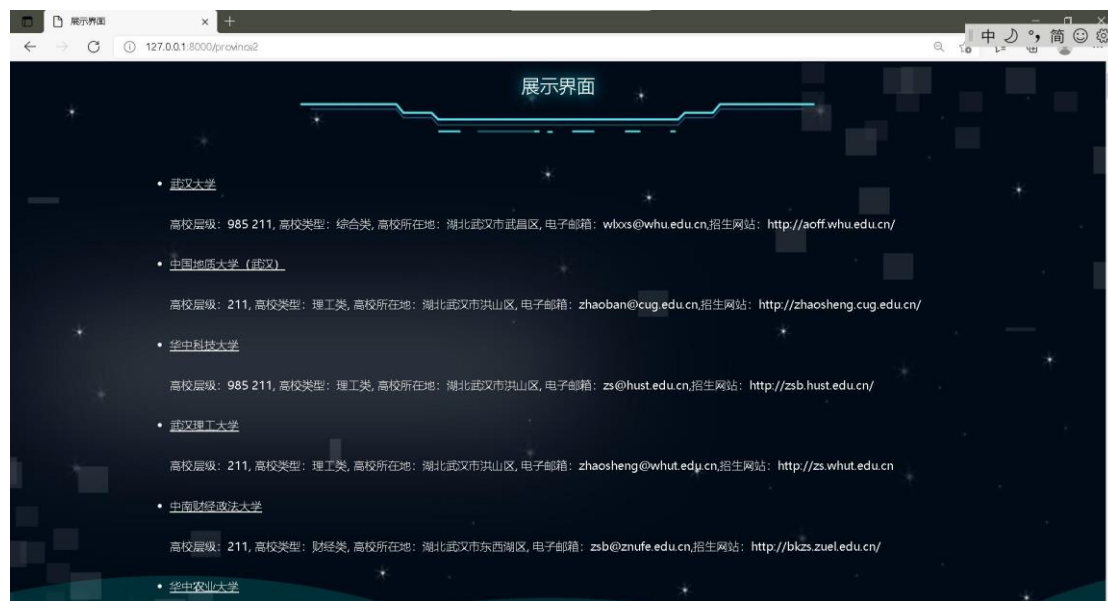 展示界面
中 简
127.0.0.1:8000/province2
展示界面
武汉大学
高校层级：985 211, 高校类型：综合类, 高校所在地：湖北武汉市武昌区, 电子邮箱：wlxxs@whu.edu.cn,招生网站：http://aoff.whu.edu.cn/
中国地质大学（武汉）
高校层级：211, 高校类型：理工类, 高校所在地：湖北武汉市洪山区, 电子邮箱：zhaoban@cug.edu.cn,招生网站：http://zhaosheng.cug.edu.cn/
华中科技大学
高校层级：985 211, 高校类型：理工类, 高校所在地：湖北武汉市洪山区, 电子邮箱：zs@hust.edu.cn,招生网站：http://zsb.hust.edu.cn/
武汉理工大学
高校层级：211, 高校类型：理工类, 高校所在地：湖北武汉市洪山区, 电子邮箱：zhaosheng@whut.edu.cn,招生网站：http://zs.whut.edu.cn
中南财经政法大学
高校层级：211, 高校类型：财经类, 高校所在地：湖北武汉市东西湖区, 电子邮箱：zsb@znufe.edu.cn,招生网站：http://bkzs.zuel.edu.cn/
华中农业大学